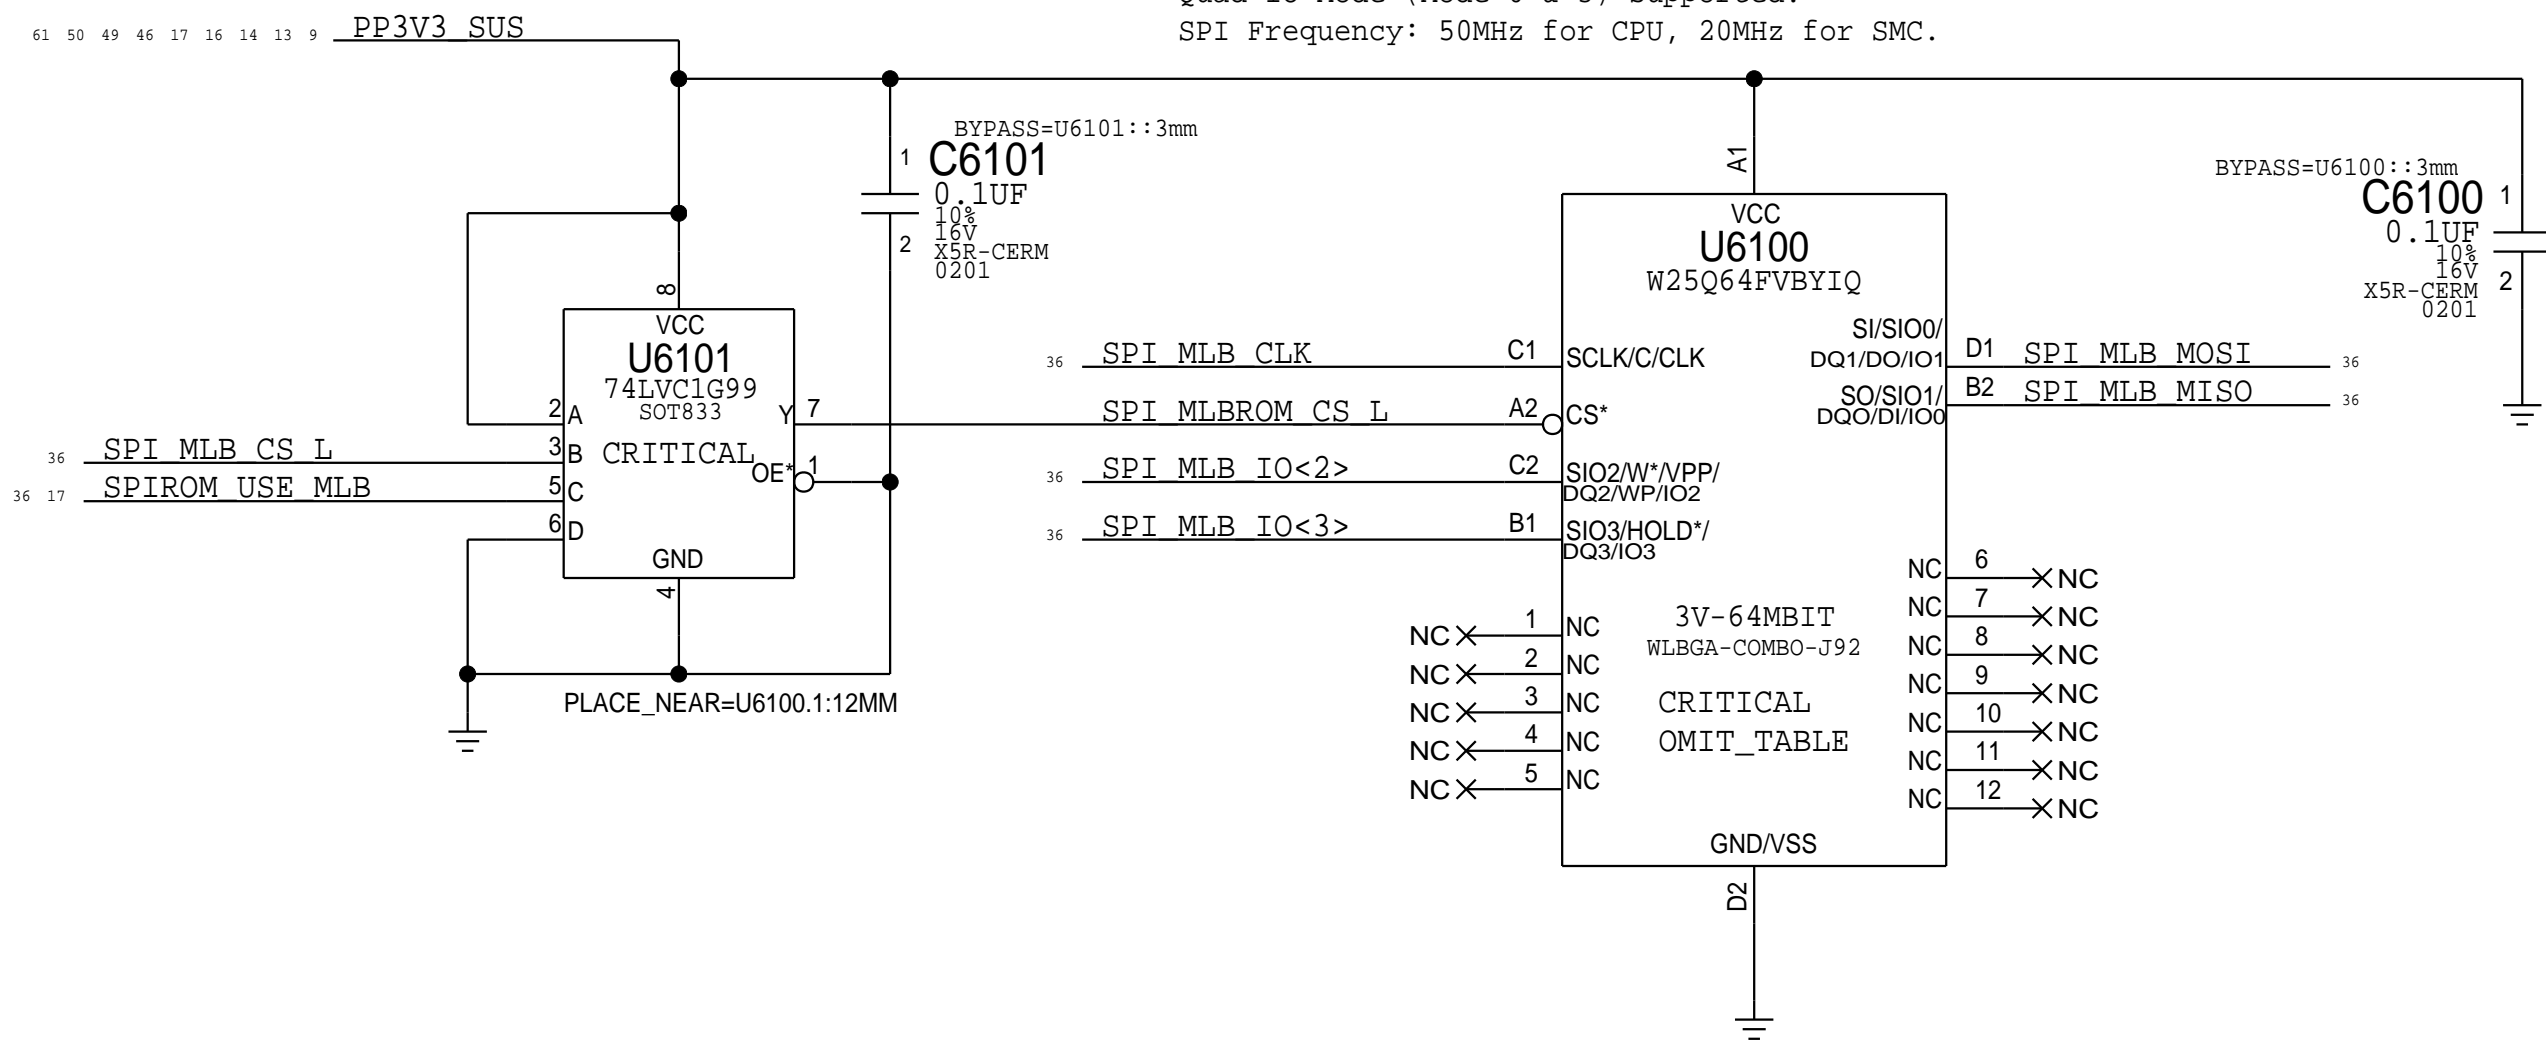 Quad-IO Mode (Mode 0 & 3) Supported.
SPI Frequency: 50MHz for CPU, 20MHz for SMC.
61 50 49 46 17 16 14 13 9 PP3V3_SUS
BYPASS=U6101::3mm
1 C6101
0.1UF
10%
16V
2 X5R-CERM
0201
8
VCC
U6101
74LVC1G99
SOT833
CRITICAL
2 A
36 SPI_MLB_CS_L 3 B
36 17 SPIROM_USE_MLB 5 C
6 D
Y 7
OE* 1
GND
4
PLACE_NEAR=U6100.1:12MM
A1
VCC
U6100
W25Q64FVBYIQ
36 SPI_MLB_CLK C1 SCLK/C/CLK
SPI_MLBROM_CS_L A2 CS*
36 SPI_MLB_IO<2> C2 SIO2/W*/VPP/
DQ2/WP/IO2
36 SPI_MLB_IO<3> B1 SIO3/HOLD*/
DQ3/IO3
SI/SIO0/
DQ1/DO/IO1 D1 SPI_MLB_MOSI 36
SO/SIO1/
DQO/DI/IO0 B2 SPI_MLB_MISO 36
NC 1 NC
NC 2 NC
NC 3 NC
NC 4 NC
NC 5 NC
3V-64MBIT
WLBGA-COMBO-J92
CRITICAL
OMIT_TABLE
NC 6 NC
NC 7 NC
NC 8 NC
NC 9 NC
NC 10 NC
NC 11 NC
NC 12 NC
GND/VSS
D2
BYPASS=U6100::3mm
C6100 1
0.1UF
10%
16V
X5R-CERM 2
0201